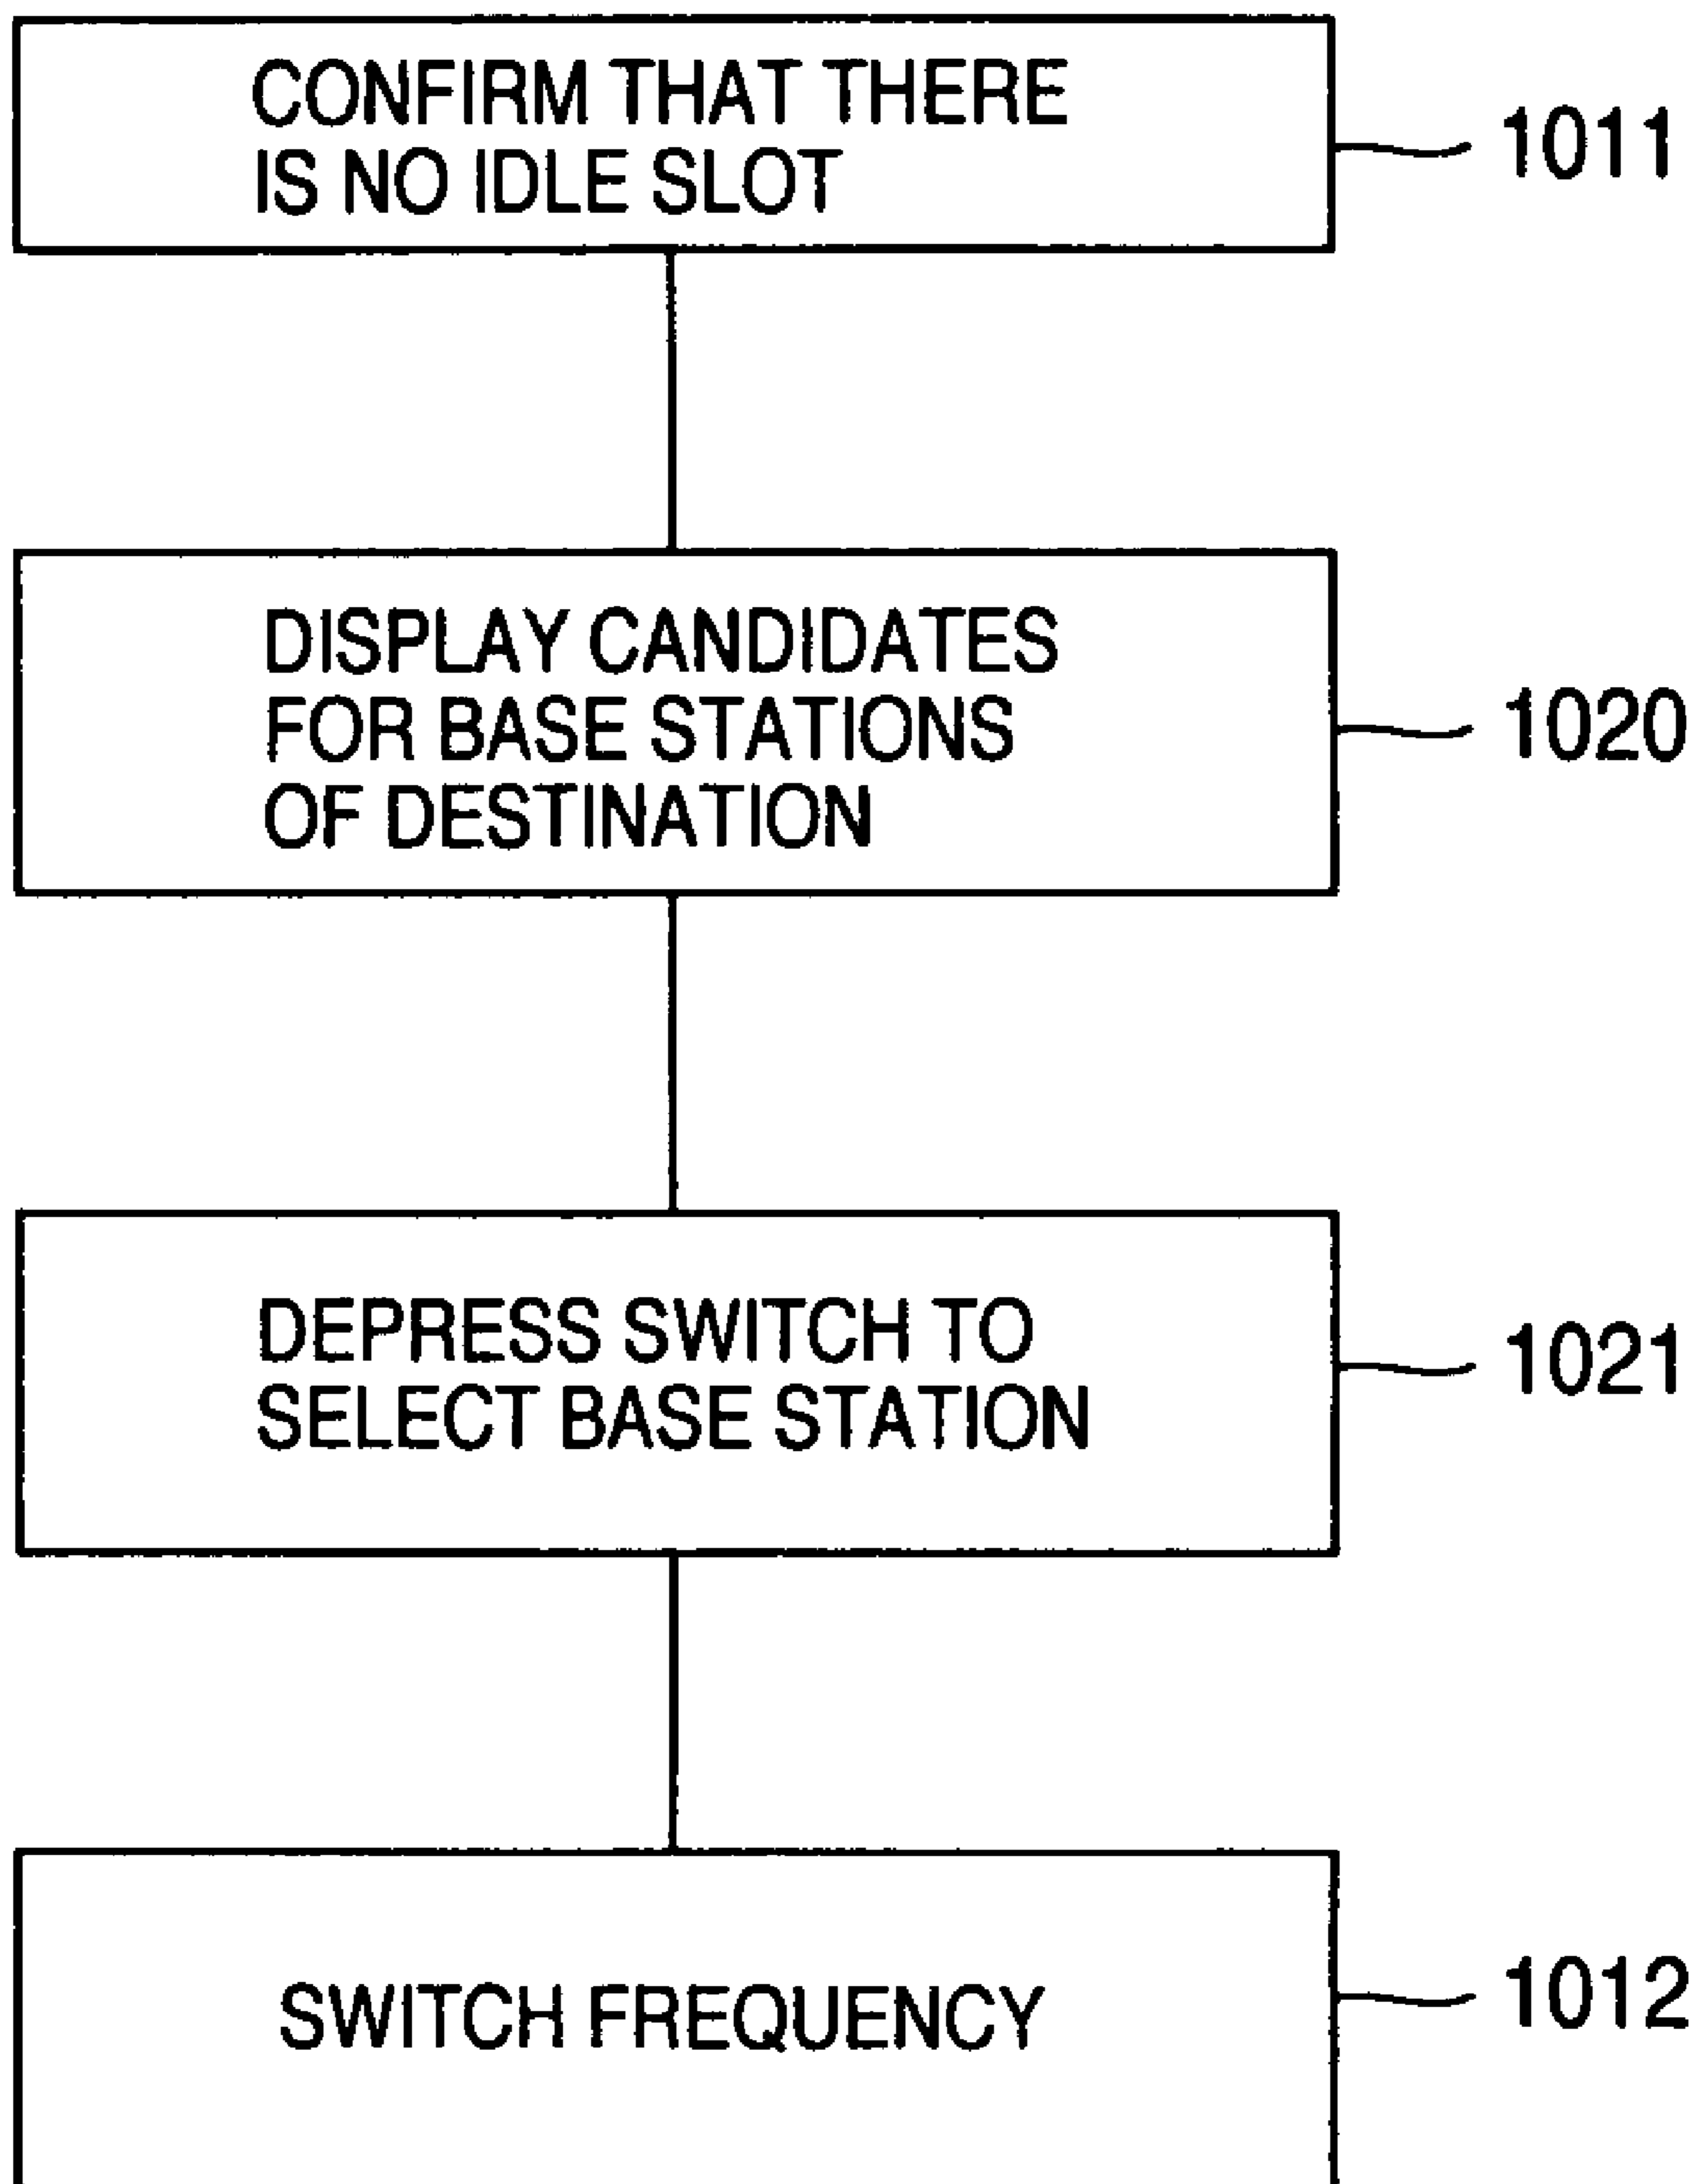 CONFIRM THAT THERE
IS NO IDLE SLOT
1011
DISPLAY CANDIDATES
FOR BASE STATIONS
OF DESTINATION
1020
DEPRESS SWITCH TO
SELECT BASE STATION
1021
SWITCH FREQUENCY
1012